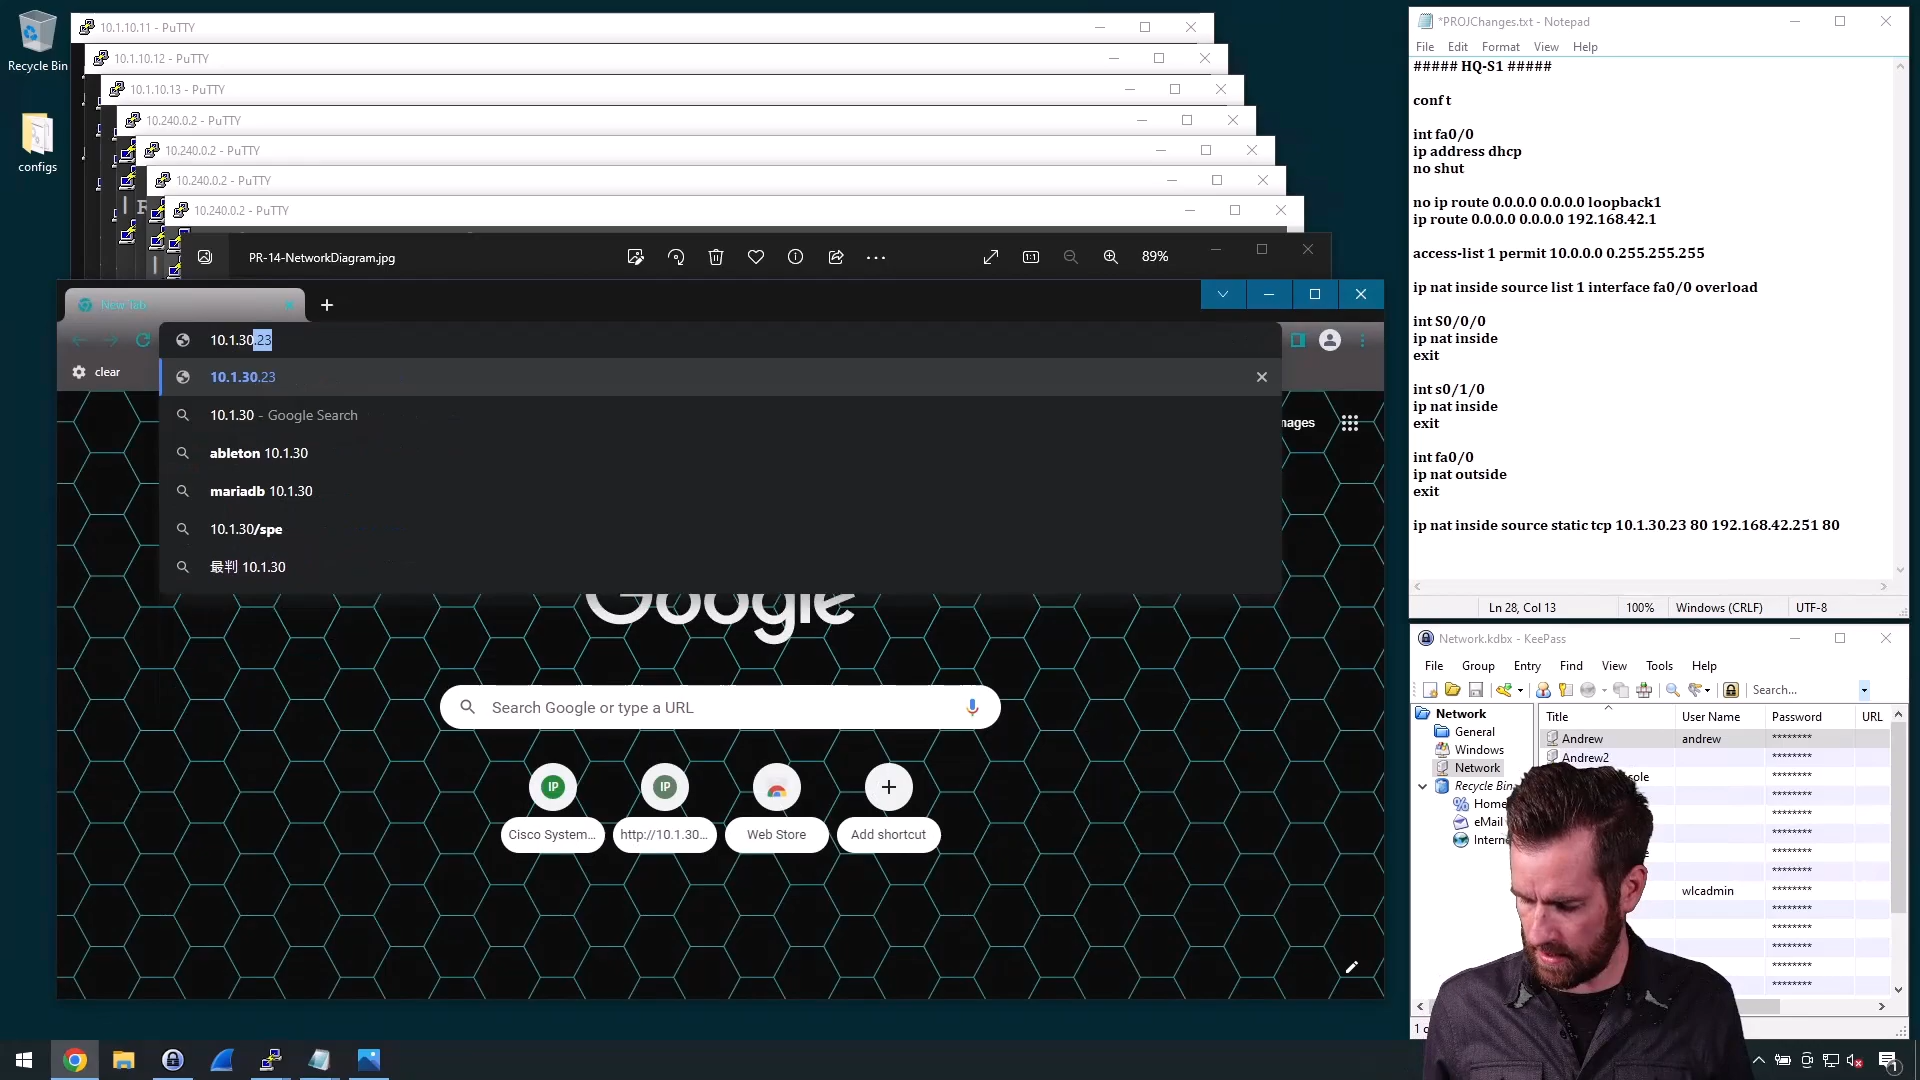 Recycle Bin
configs
10.1.10.11 - PuTTY
10.1.10.12 - PuTTY
10.1.10.13 - PuTTY
10.240.0.2 - PuTTY
10.240.0.2 - PuTTY
10.240.0.2 - PuTTY
10.240.0.2 - PuTTY
PR-14-NetworkDiagram.jpg
89%
New Tab
10.1.30.23
clear
10.1.30.23
10.1.30 - Google Search
ableton 10.1.30
mariadb 10.1.30
10.1.30/spe
最判 10.1.30
Google
Search Google or type a URL
IP
IP
Cisco System...
http://10.1.30...
Web Store
Add shortcut
*PROJChanges.txt - Notepad
File Edit Format View Help
##### HQ-S1 #####
conf t
int fa0/0
ip address dhcp
no shut
no ip route 0.0.0.0 0.0.0.0 loopback1
ip route 0.0.0.0 0.0.0.0 192.168.42.1
access-list 1 permit 10.0.0.0 0.255.255.255
ip nat inside source list 1 interface fa0/0 overload
int S0/0/0
ip nat inside
exit
int s0/1/0
ip nat inside
exit
int fa0/0
ip nat outside
exit
ip nat inside source static tcp 10.1.30.23 80 192.168.42.251 80
Ln 28, Col 13 100% Windows (CRLF) UTF-8
Network.kdbx - KeePass
File Group Entry Find View Tools Help
Search...
Network
General
Windows
Network
Recycle Bin
Home
eMail
Title User Name Password URL
Andrew andrew ********
Andrew2 ********
********
********
********
********
********
********
wlcadmin ********
********
********
********
********
********